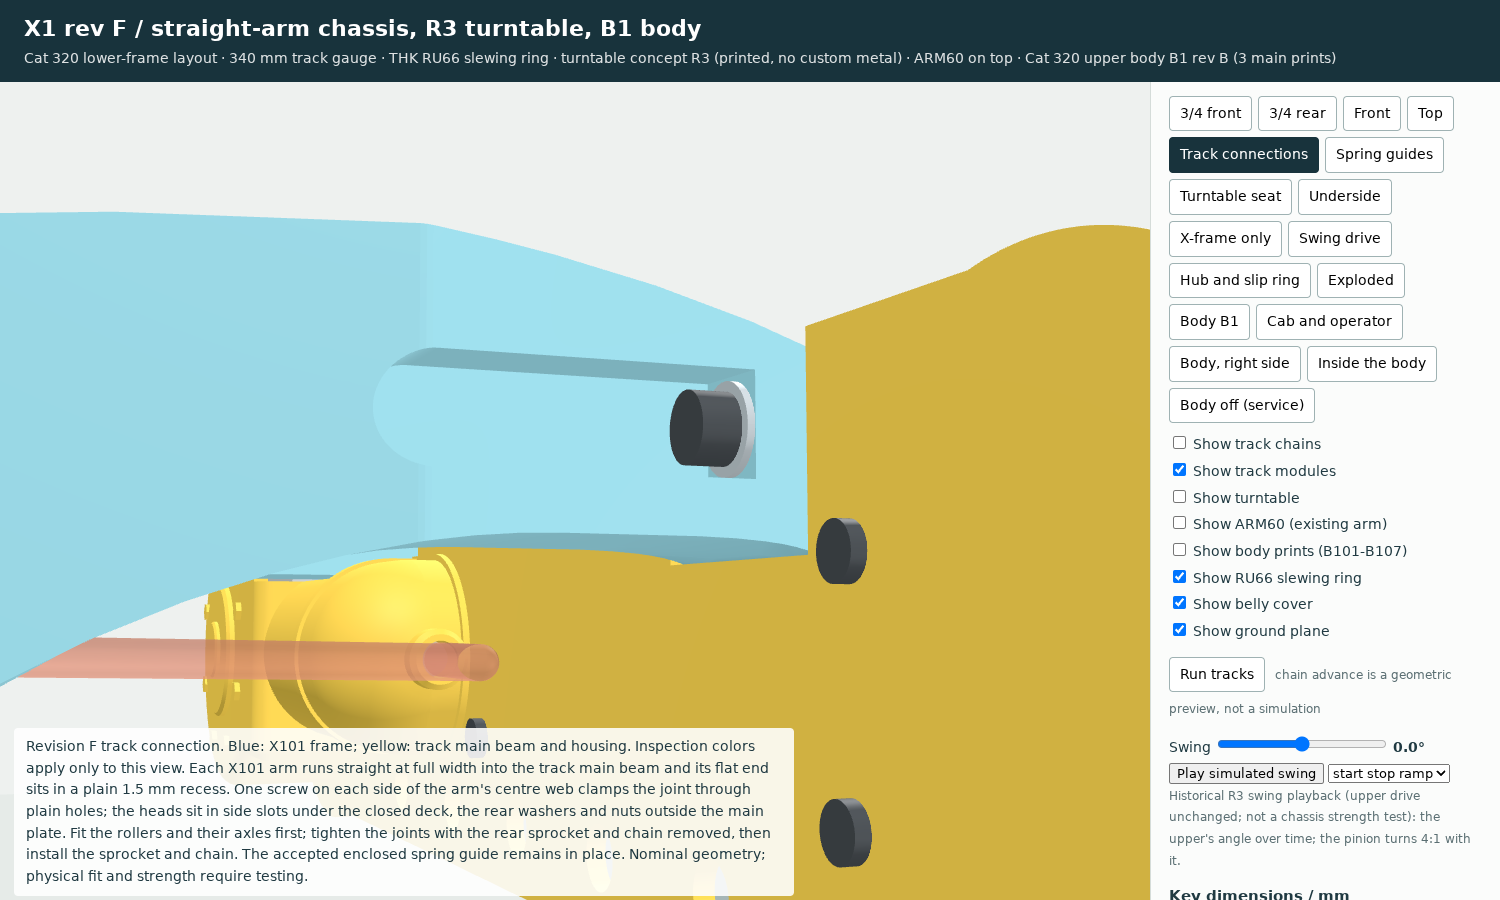 X1 rev F / straight-arm chassis, R3 turntable, B1 body
Cat 320 lower-frame layout · 340 mm track gauge · THK RU66 slewing ring · turntable concept R3 (printed, no custom metal) · ARM60 on top · Cat 320 upper body B1 rev B (3 main prints)
3/4 front 3/4 rear Front Top
Track connections Spring guides
Turntable seat Underside
X-frame only Swing drive
Hub and slip ring Exploded
Body B1 Cab and operator
Body, right side Inside the body
Body off (service)
Show track chains
Show track modules
Show turntable
Show ARM60 (existing arm)
Show body prints (B101-B107)
Show RU66 slewing ring
Show belly cover
Show ground plane
Run tracks chain advance is a geometric
preview, not a simulation
Swing 0.0°
Play simulated swing start stop ramp
Historical R3 swing playback (upper drive
unchanged; not a chassis strength test): the
upper's angle over time; the pinion turns 4:1 with
it.
Key dimensions / mm
Revision F track connection. Blue: X101 frame; yellow: track main beam and housing. Inspection colors
apply only to this view. Each X101 arm runs straight at full width into the track main beam and its flat end
sits in a plain 1.5 mm recess. One screw on each side of the arm's centre web clamps the joint through
plain holes; the heads sit in side slots under the closed deck, the rear washers and nuts outside the main
plate. Fit the rollers and their axles first; tighten the joints with the rear sprocket and chain removed, then
install the sprocket and chain. The accepted enclosed spring guide remains in place. Nominal geometry;
physical fit and strength require testing.